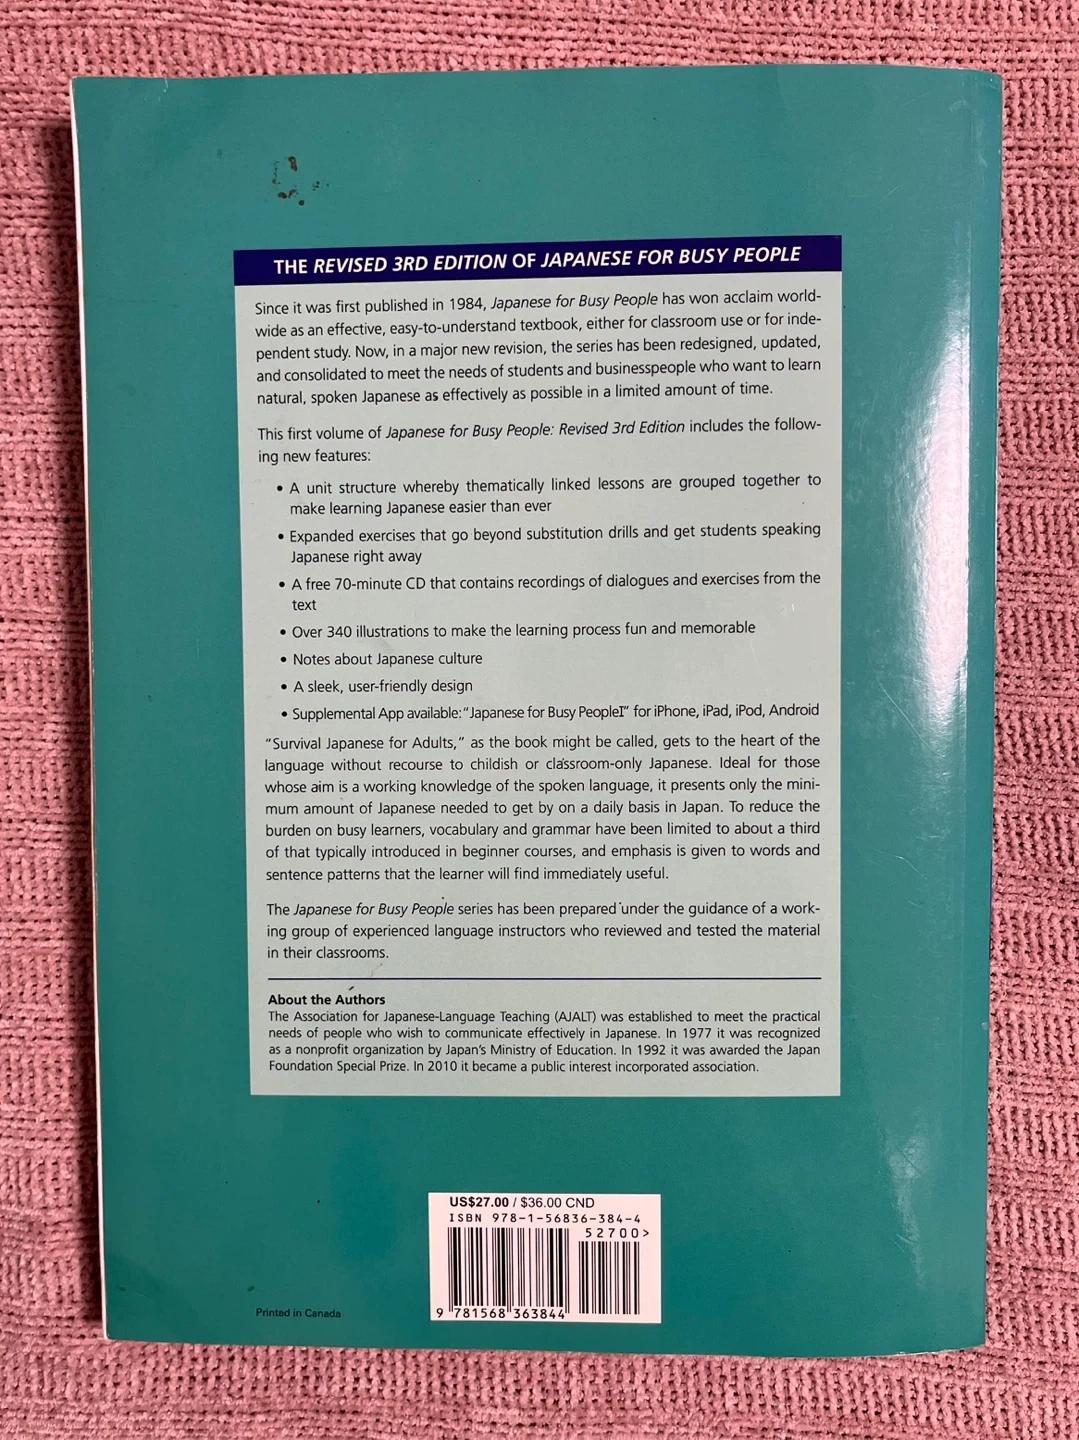 THE REVISED 3RD EDITION OF JAPANESE FOR BUSY PEOPLE
Since it was first published in 1984, Japanese for Busy People has won acclaim world-
wide as an effective, easy-to-understand textbook, either for classroom use or for inde-
pendent study. Now, in a major new revision, the series has been redesigned, updated,
and consolidated to meet the needs of students and businesspeople who want to learn
natural, spoken Japanese as effectively as possible in a limited amount of time.
This first volume of Japanese for Busy People: Revised 3rd Edition includes the follow-
ing new features:
• A unit structure whereby thematically linked lessons are grouped together to
make learning Japanese easier than ever
• Expanded exercises that go beyond substitution drills and get students speaking
Japanese right away
• A free 70-minute CD that contains recordings of dialogues and exercises from the
text
• Over 340 illustrations to make the learning process fun and memorable
• Notes about Japanese culture
• A sleek, user-friendly design
• Supplemental App available:"Japanese for Busy PeopleI" for iPhone, iPad, iPod, Android
"Survival Japanese for Adults," as the book might be called, gets to the heart of the
language without recourse to childish or classroom-only Japanese. Ideal for those
whose aim is a working knowledge of the spoken language, it presents only the mini-
mum amount of Japanese needed to get by on a daily basis in Japan. To reduce the
burden on busy learners, vocabulary and grammar have been limited to about a third
of that typically introduced in beginner courses, and emphasis is given to words and
sentence patterns that the learner will find immediately useful.
The Japanese for Busy People series has been prepared under the guidance of a work-
ing group of experienced language instructors who reviewed and tested the material
in their classrooms.
About the Authors
The Association for Japanese-Language Teaching (AJALT) was established to meet the practical
needs of people who wish to communicate effectively in Japanese. In 1977 it was recognized
as a nonprofit organization by Japan's Ministry of Education. In 1992 it was awarded the Japan
Foundation Special Prize. In 2010 it became a public interest incorporated association.
US$27.00 / $36.00 CND
ISBN 978-1-56836-384-4
52700>
9 781568 363844
Printed in Canada